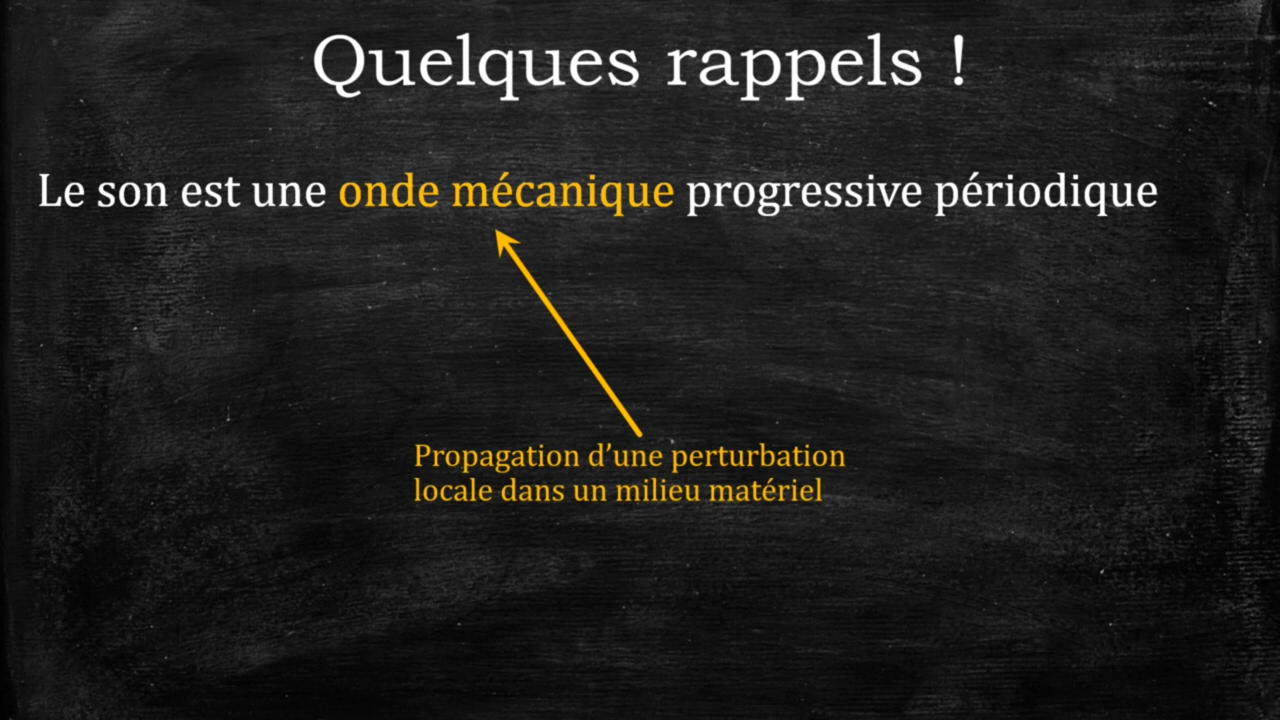 Quelques rappels !
Le son est une onde mécanique progressive périodique
Propagation d’une perturbation
locale dans un milieu matériel